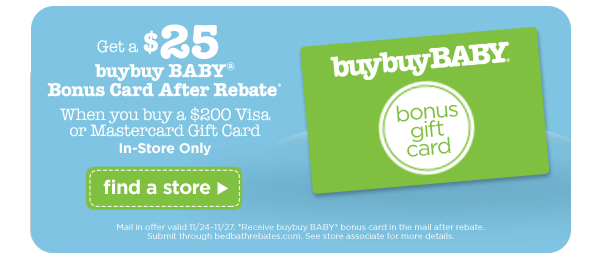 Get a $25
buybuy BABY®
Bonus Card After Rebate*
When you buy a $200 Visa
or Mastercard Gift Card
In-Store Only
find a store
buybuyBABY®
bonus
gift
card
Mail in offer valid 11/24-11/27. *Receive buybuy BABY® bonus card in the mail after rebate.
Submit through bedbathrebates.com. See store associate for more details.